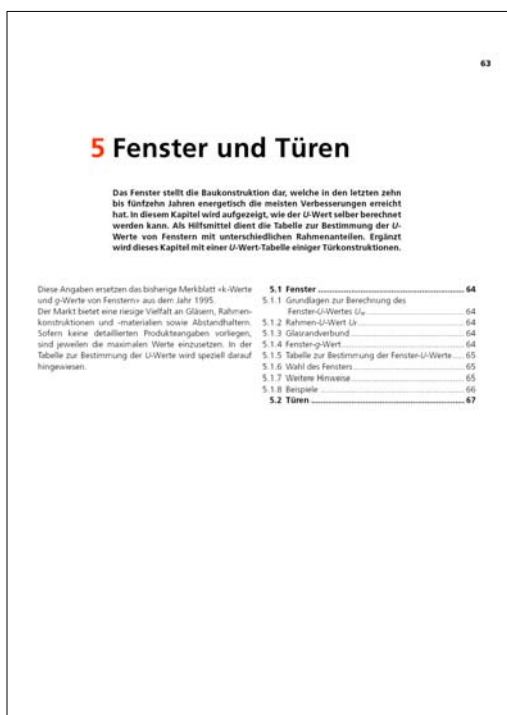 63
5 Fenster und Türen
Das Fenster stellt die Baukonstruktion dar, welche in den letzten zehn
bis fünfzehn Jahren energetisch die meisten Verbesserungen erreicht
hat. In diesem Kapitel wird aufgezeigt, wie der U-Wert selber berechnet
werden kann. Als Hilfsmittel dient die Tabelle zur Bestimmung der U-
Werte von Fenstern mit unterschiedlichen Rahmenanteilen. Ergänzt
wird dieses Kapitel mit einer U-Wert-Tabelle einiger Türkonstruktionen.
Diese Angaben ersetzen das bisherige Merkblatt «k-Werte
und g-Werte von Fenstern» aus dem Jahr 1995.
Der Markt bietet eine riesige Vielfalt an Gläsern, Rahmen-
konstruktionen und -materialien sowie Abstandhaltern.
Sofern keine detaillierten Produkteangaben vorliegen,
sind jeweilen die maximalen Werte einzusetzen. In der
Tabelle zur Bestimmung der U-Werte wird speziell darauf
hingewiesen.
5.1 Fenster 64
5.1.1 Grundlagen zur Berechnung des
Fenster-U-Wertes Uw 64
5.1.2 Rahmen-U-Wert Uf 64
5.1.3 Glasrandverbund 64
5.1.4 Fenster-g-Wert 64
5.1.5 Tabelle zur Bestimmung der Fenster-U-Werte 65
5.1.6 Wahl des Fensters 65
5.1.7 Weitere Hinweise 65
5.1.8 Beispiele 66
5.2 Türen 67